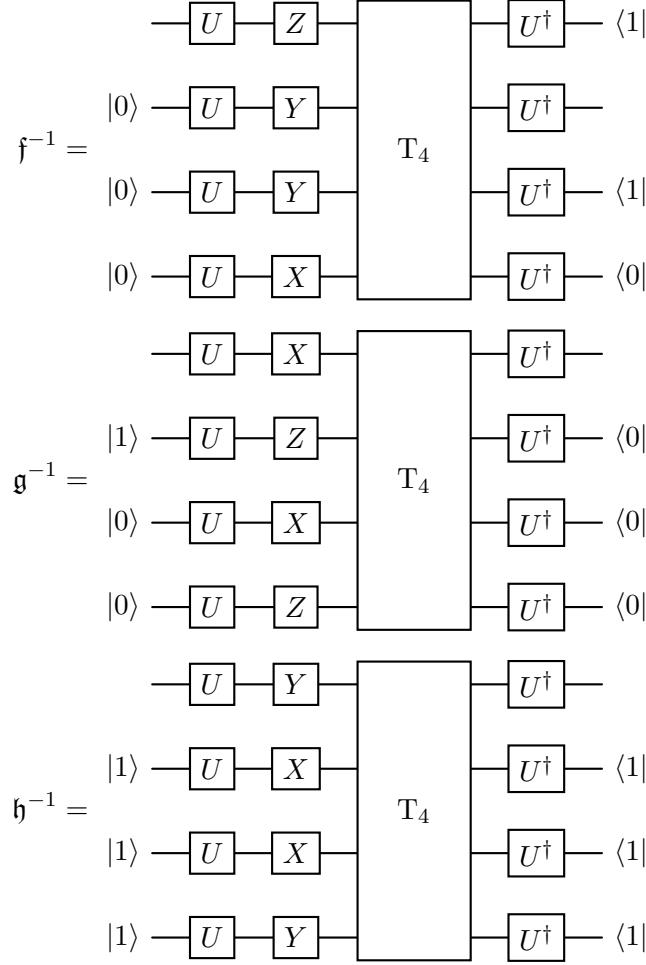 U Z U† ⟨1|
|0⟩ U Y U†
𝔣⁻¹ = T₄
|0⟩ U Y U† ⟨1|
|0⟩ U X U† ⟨0|
U X U†
|1⟩ U Z U† ⟨0|
𝔤⁻¹ = T₄
|0⟩ U X U† ⟨0|
|0⟩ U Z U† ⟨0|
U Y U†
|1⟩ U X U† ⟨1|
𝔥⁻¹ = T₄
|1⟩ U X U† ⟨1|
|1⟩ U Y U† ⟨1|